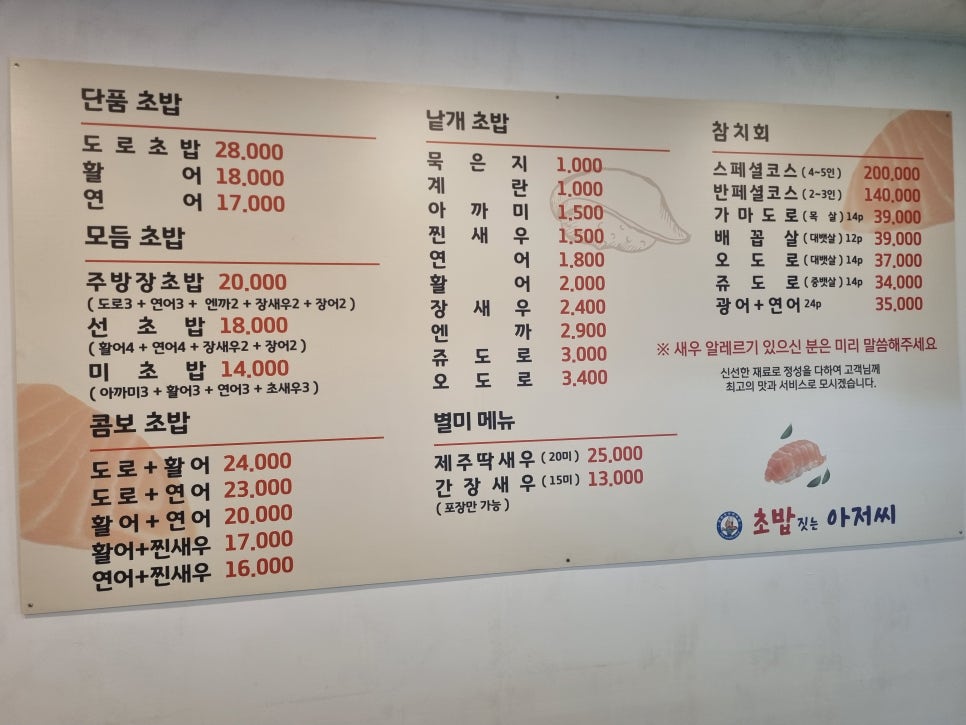 단품 초밥
도로초밥 28.000
활어 18.000
연어 17.000
모듬 초밥
주방장초밥 20.000
( 도로3 + 연어3 + 엔까2 + 장새우2 + 장어2 )
선초밥 18.000
( 활어4 + 연어4 + 장새우2 + 장어2 )
미초밥 14.000
( 아까미3 + 활어3 + 연어3 + 초새우3 )
콤보 초밥
도로+활어 24.000
도로+연어 23.000
활어+연어 20.000
활어+찐새우 17.000
연어+찐새우 16.000
낱개 초밥
묵은지 1.000
계란 1.000
아까미 1.500
찐새우 1.500
연어 1.800
활어 2.000
장새우 2.400
엔까 2.900
쥬도로 3.000
오도로 3.400
별미 메뉴
제주딱새우 ( 20미 ) 25.000
간장새우 ( 15미 ) 13.000
( 포장만 가능 )
참치회
스페셜코스 ( 4~5인 ) 200.000
반페셜코스 ( 2~3인 ) 140.000
가마도로 ( 목 살 ) 14p 39.000
배꼽살 ( 대뱃살 ) 12p 39.000
오도로 ( 대뱃살 ) 14p 37.000
쥬도로 ( 중뱃살 ) 14p 34.000
광어+연어 24p 35.000
※ 새우 알레르기 있으신 분은 미리 말씀해주세요
신선한 재료로 정성을 다하여 고객님께
최고의 맛과 서비스로 모시겠습니다.
초밥 짓는 아저씨